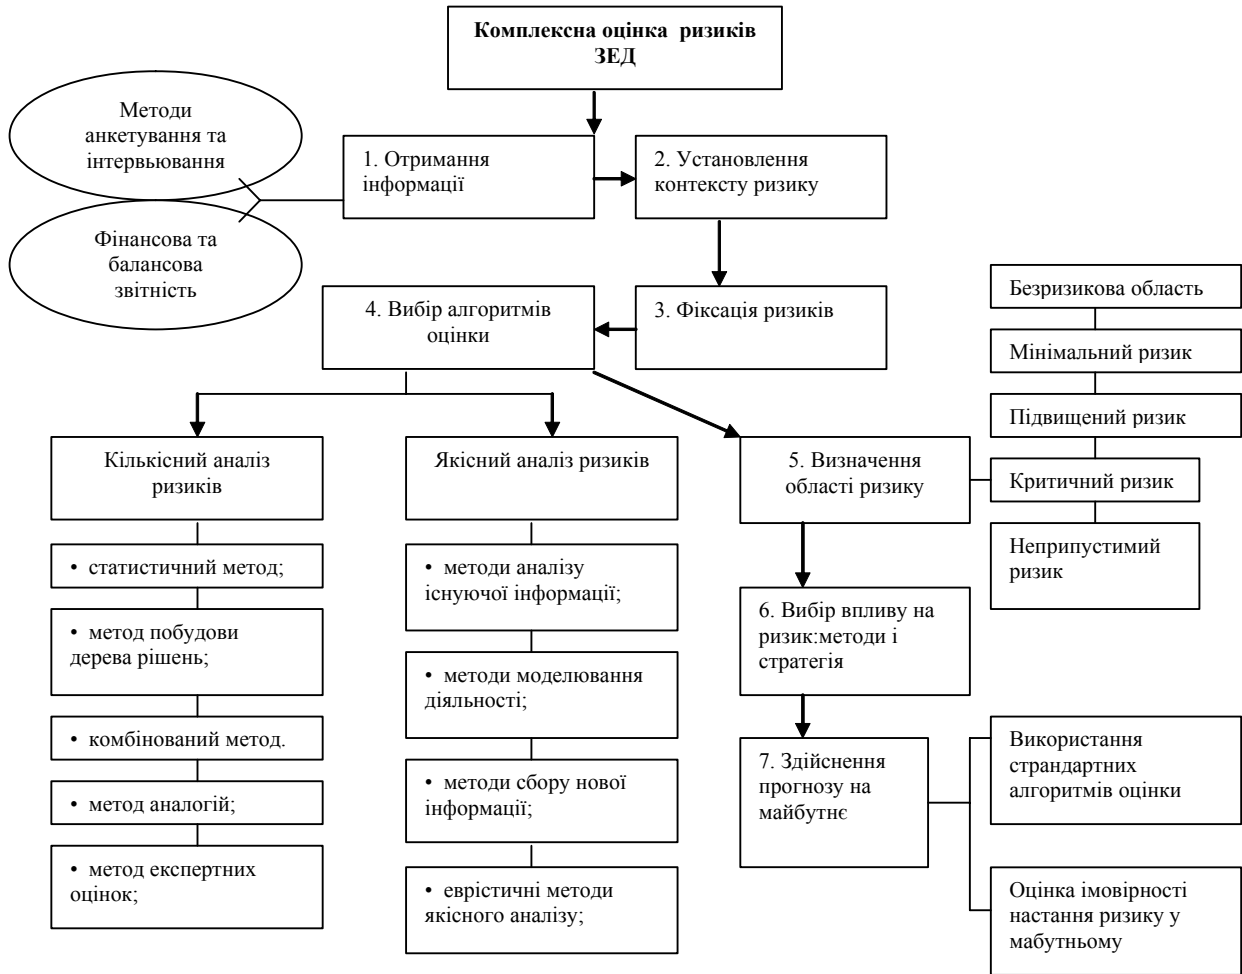 Комплексна оцінка ризиків
ЗЕД
Методи
анкетування та
інтервьювання
1. Отримання
інформації
2. Установлення
контексту ризику
Фінансова та
балансова
звітність
4. Вибір алгоритмів
оцінки
3. Фіксація ризиків
Безризикова область
Мінімальний ризик
Підвищений ризик
Критичний ризик
Неприпустимий
ризик
Кількісний аналіз
ризиків
Якісний аналіз ризиків
5. Визначення
області ризику
• статистичний метод;
• метод побудови
дерева рішень;
• комбінований метод.
• метод аналогій;
• метод експертних
оцінок;
• методи аналізу
існуючої інформації;
• методи моделювання
діяльності;
• методи сбору нової
інформації;
• еврістичні методи
якісного аналізу;
6. Вибір впливу на
ризик:методи і
стратегія
7. Здійснення
прогнозу на
майбутнє
Використання
страндартних
алгоритмів оцінки
Оцінка імовірності
настання ризику у
мабутньому